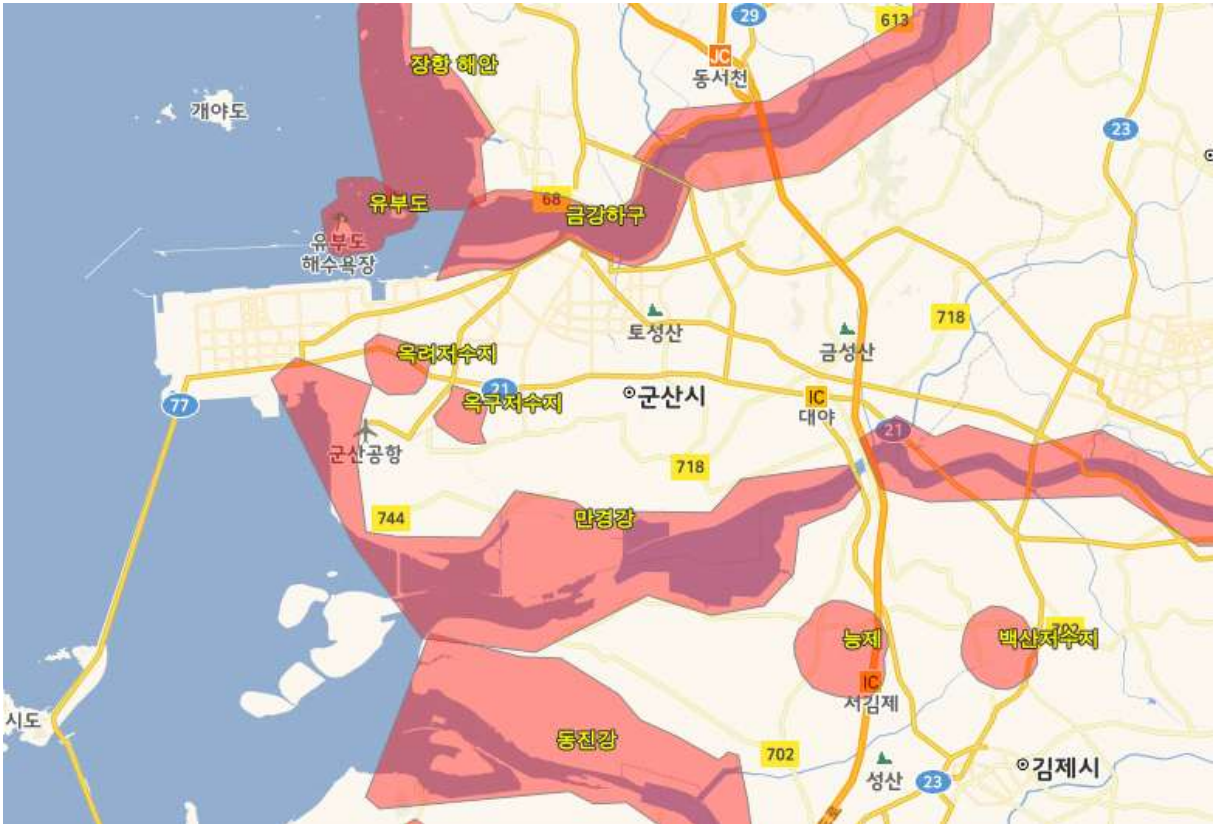 29
613
장항 해안
JC
동서천
개야도
23
유부도
68
금강하구
유부도
해수욕장
토성산
718
금성산
옥려저수지
77
21
옥구저수지
군산시
IC
대야
21
군산공항
718
744
만경강
능제
702
백산저수지
IC
서김제
시도
동진강
702
성산
23
김제시